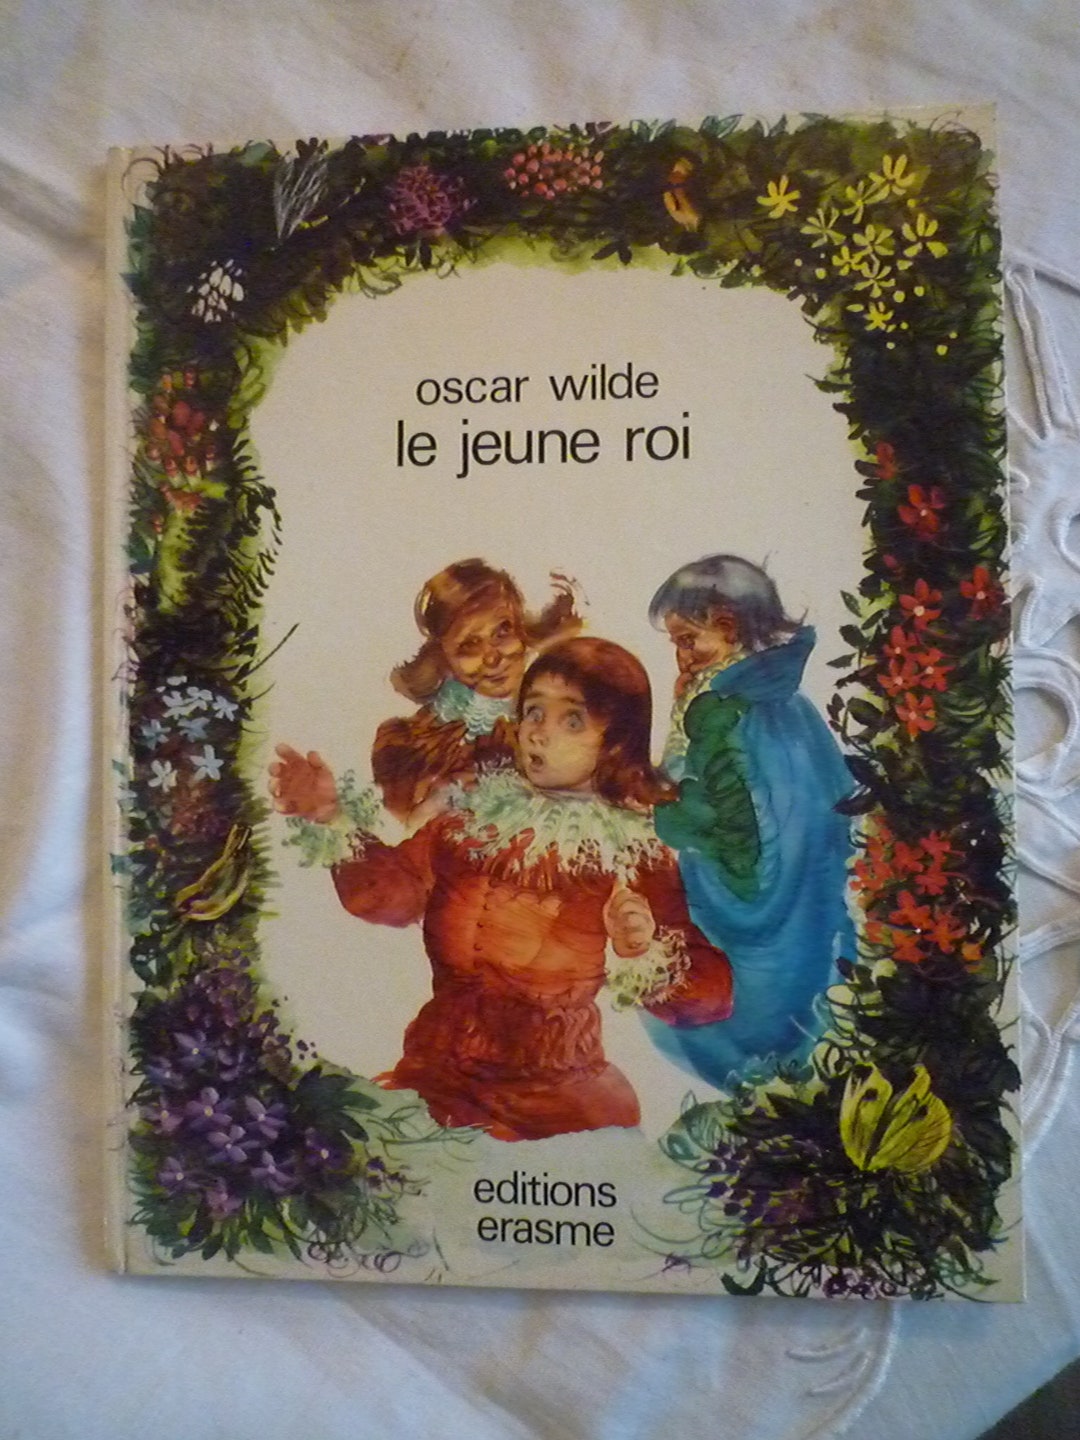 oscar wilde
le jeune roi
editions
erasme